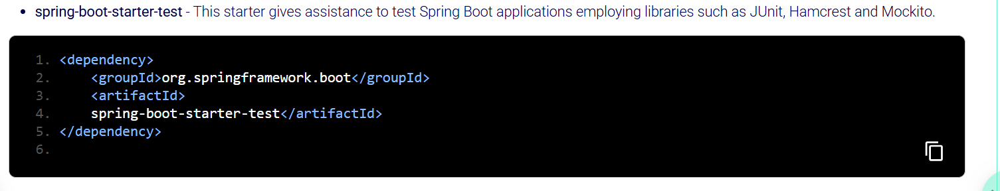 • spring-boot-starter-test - This starter gives assistance to test Spring Boot applications employing libraries such as JUnit, Hamcrest and Mockito.
1. <dependency>
2.     <groupId>org.springframework.boot</groupId>
3.     <artifactId>
4.     spring-boot-starter-test</artifactId>
5. </dependency>
6.